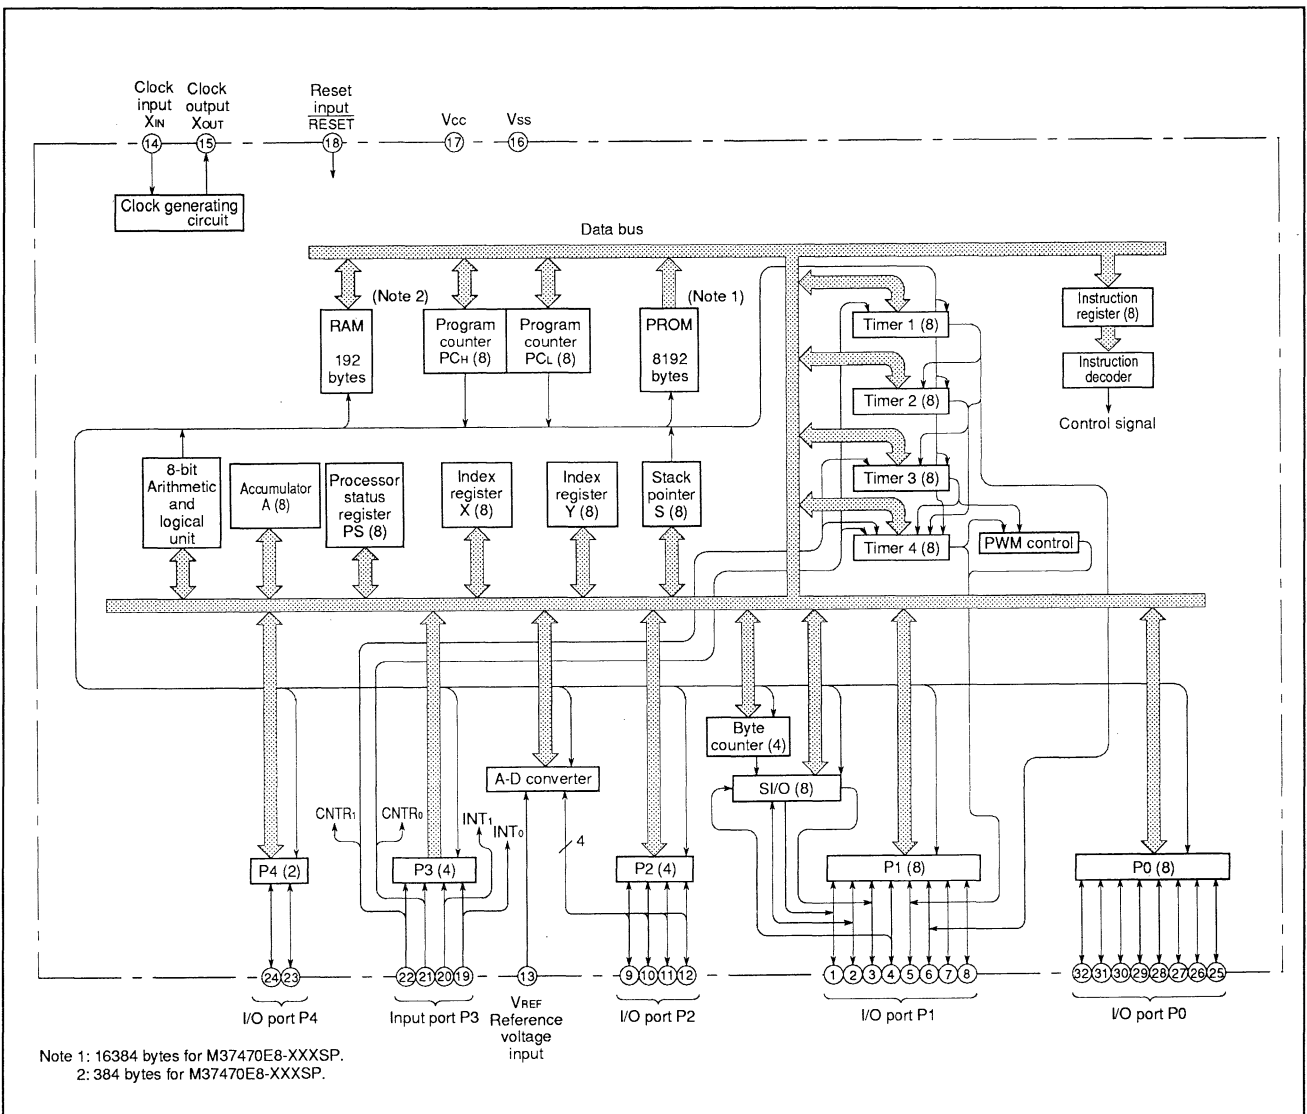 Clock
input
XIN
Clock
output
XOUT
Reset
input
RESET
Vcc
Vss
14
15
18
17
16
Clock generating
circuit
Data bus
(Note 2)
(Note 1)
RAM
192
bytes
Program
counter
PCH (8)
Program
counter
PCL (8)
PROM
8192
bytes
Timer 1 (8)
Timer 2 (8)
Timer 3 (8)
Timer 4 (8)
PWM control
Instruction
register (8)
Instruction
decoder
Control signal
8-bit
Arithmetic
and
logical
unit
Accumulator
A (8)
Processor
status
register
PS (8)
Index
register
X (8)
Index
register
Y (8)
Stack
pointer
S (8)
Byte
counter (4)
A-D converter
SI/O (8)
CNTR1
CNTR0
INT1
INT0
4
P4 (2)
P3 (4)
P2 (4)
P1 (8)
P0 (8)
24 23
22 21 20 19
13
9 10 11 12
1 2 3 4 5 6 7 8
32 31 30 29 28 27 26 25
I/O port P4
Input port P3
VREF
Reference
voltage
input
I/O port P2
I/O port P1
I/O port P0
Note 1: 16384 bytes for M37470E8-XXXSP.
2: 384 bytes for M37470E8-XXXSP.